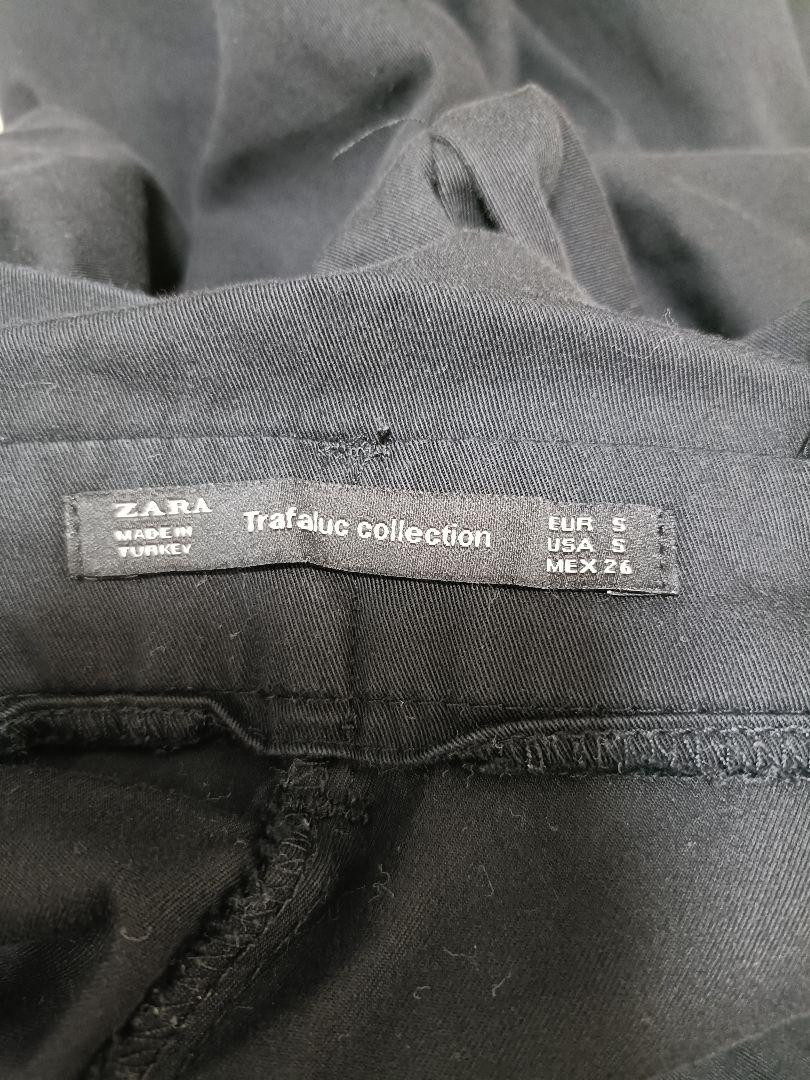 ZARA
MADE IN
TURKEY
Trafaluc collection
EUR S
USA S
MEX 26